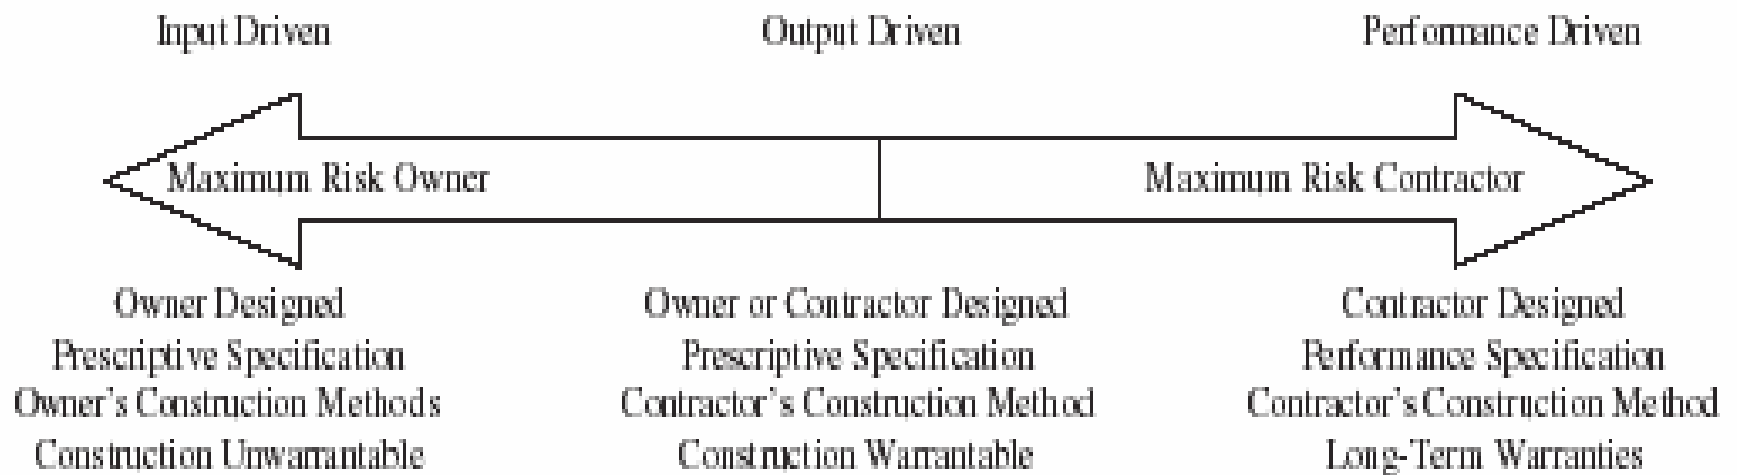 Input Driven
Output Driven
Performance Driven
Maximum Risk Owner
Maximum Risk Contractor
Owner Designed
Prescriptive Specification
Owner's Construction Methods
Construction Unwarrantable
Owner or Contractor Designed
Prescriptive Specification
Contractor's Construction Method
Construction Warrantable
Contractor Designed
Performance Specification
Contractor's Construction Method
Long-Term Warranties